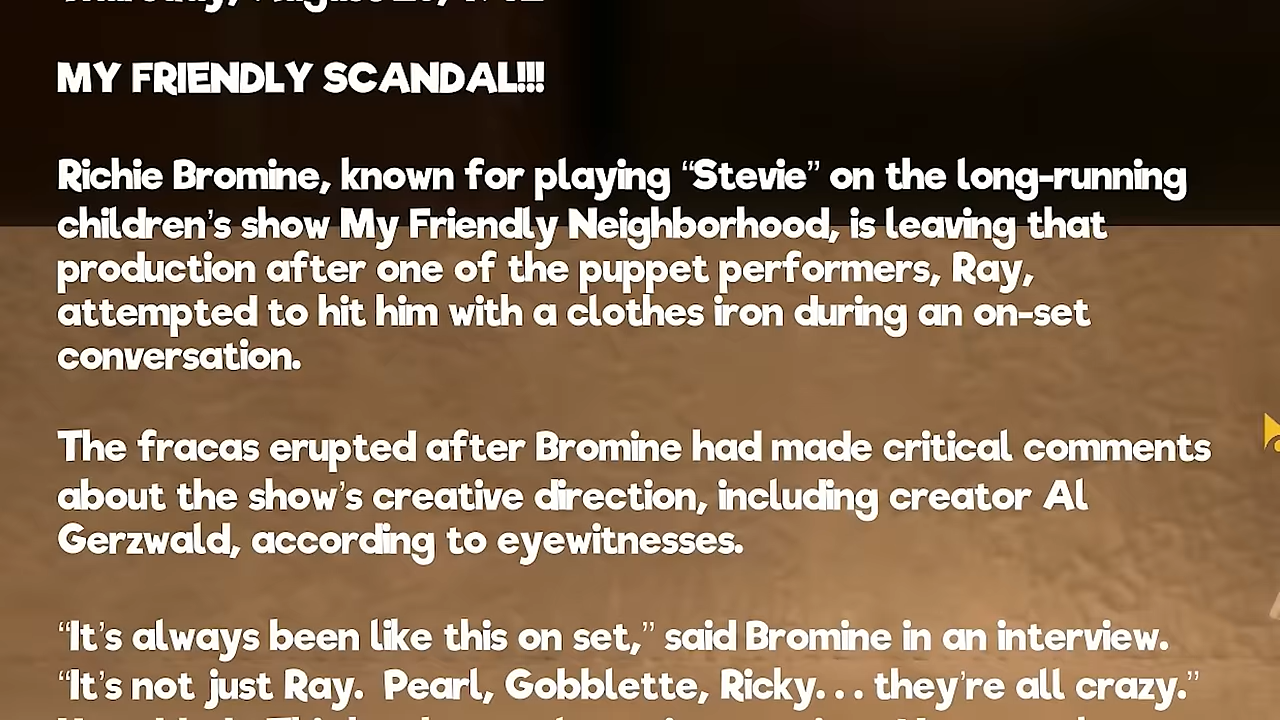 MY FRIENDLY SCANDAL!!!
Richie Bromine, known for playing “Stevie” on the long-running
children’s show My Friendly Neighborhood, is leaving that
production after one of the puppet performers, Ray,
attempted to hit him with a clothes iron during an on-set
conversation.
The fracas erupted after Bromine had made critical comments
about the show’s creative direction, including creator Al
Gerzwald, according to eyewitnesses.
“It’s always been like this on set,” said Bromine in an interview.
“It’s not just Ray.  Pearl, Gobblette, Ricky. . . they’re all crazy.”